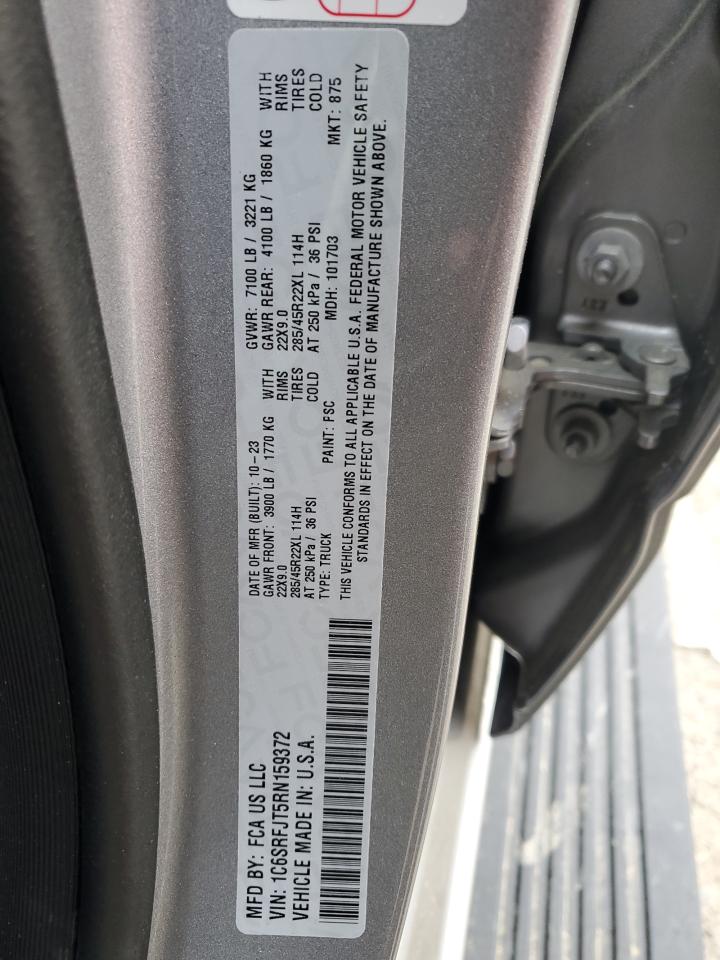 MFD BY: FCA US LLC
VIN: 1C6SRFJT5RN159372
VEHICLE MADE IN: U.S.A.
DATE OF MFR (BUILT): 10-23 GVWR: 7100 LB / 3221 KG
GAWR FRONT: 3900 LB / 1770 KG WITH GAWR REAR: 4100 LB / 1860 KG WITH
22X9.0 RIMS 22X9.0 RIMS
285/45R22XL 114H TIRES 285/45R22XL 114H TIRES
AT 250 kPa / 36 PSI COLD AT 250 kPa / 36 PSI COLD
TYPE: TRUCK PAINT: PSC MDH: 101703 MKT: 875
THIS VEHICLE CONFORMS TO ALL APPLICABLE U.S.A. FEDERAL MOTOR VEHICLE SAFETY
STANDARDS IN EFFECT ON THE DATE OF MANUFACTURE SHOWN ABOVE.